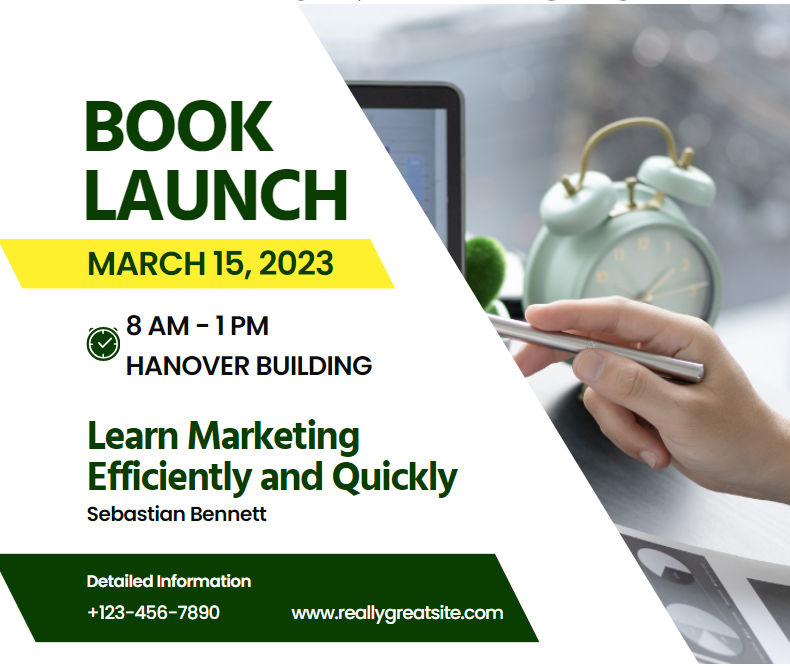 BOOK
LAUNCH
MARCH 15, 2023
8 AM – 1 PM
HANOVER BUILDING
Learn Marketing
Efficiently and Quickly
Sebastian Bennett
Detailed Information
+123-456-7890
www.reallygreatsite.com